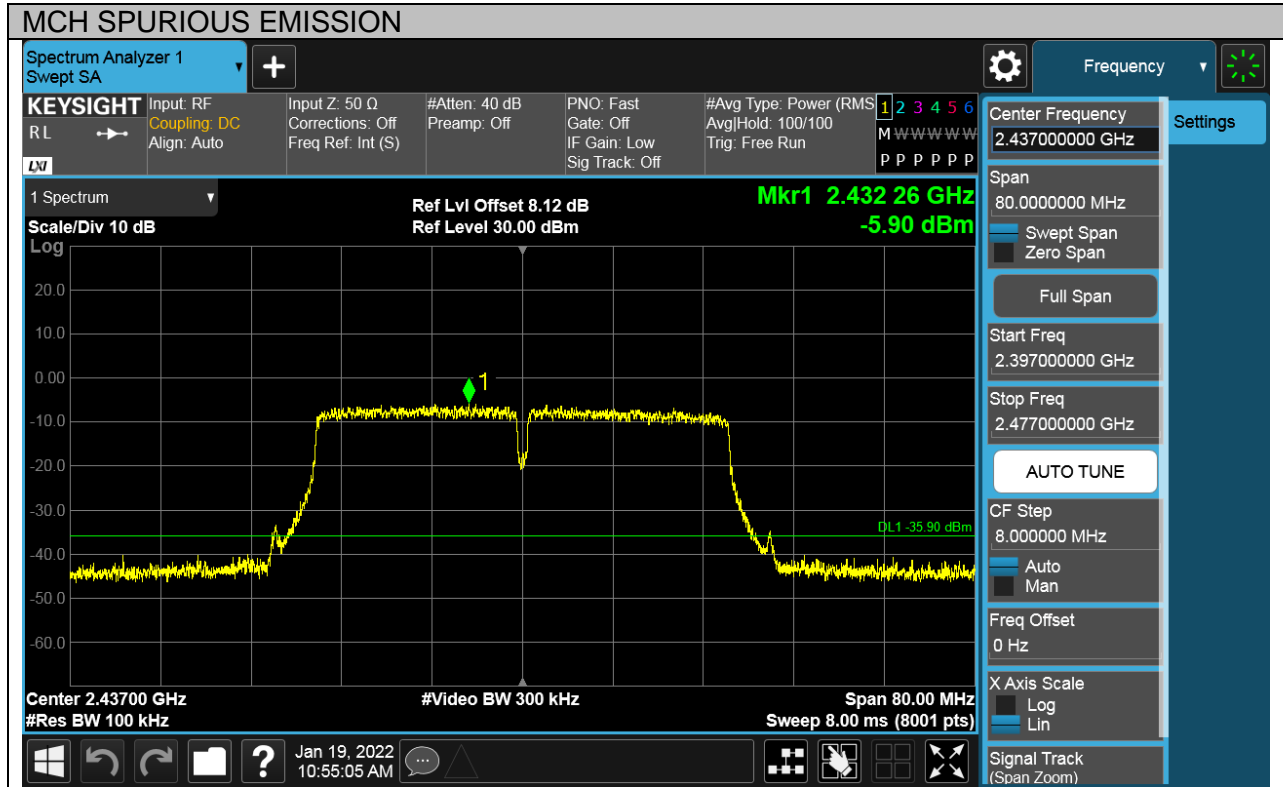 MCH SPURIOUS EMISSION
Spectrum Analyzer 1
Swept SA
+
Frequency
KEYSIGHT
RL
LXI
Input: RF
Coupling: DC
Align: Auto
Input Z: 50 Ω
Corrections: Off
Freq Ref: Int (S)
#Atten: 40 dB
Preamp: Off
PNO: Fast
Gate: Off
IF Gain: Low
Sig Track: Off
#Avg Type: Power (RMS
Avg|Hold: 100/100
Trig: Free Run
1 2 3 4 5 6
M W W W W W
P P P P P P
1 Spectrum
Scale/Div 10 dB
Ref Lvl Offset 8.12 dB
Ref Level 30.00 dBm
Mkr1 2.432 26 GHz
-5.90 dBm
Log
20.0
10.0
0.00
-10.0
-20.0
-30.0
-40.0
-50.0
-60.0
1
DL1 -35.90 dBm
Center 2.43700 GHz
#Res BW 100 kHz
#Video BW 300 kHz
Span 80.00 MHz
Sweep 8.00 ms (8001 pts)
Center Frequency
2.437000000 GHz
Settings
Span
80.0000000 MHz
Swept Span
Zero Span
Full Span
Start Freq
2.397000000 GHz
Stop Freq
2.477000000 GHz
AUTO TUNE
CF Step
8.000000 MHz
Auto
Man
Freq Offset
0 Hz
X Axis Scale
Log
Lin
Signal Track
(Span Zoom)
?
Jan 19, 2022
10:55:05 AM